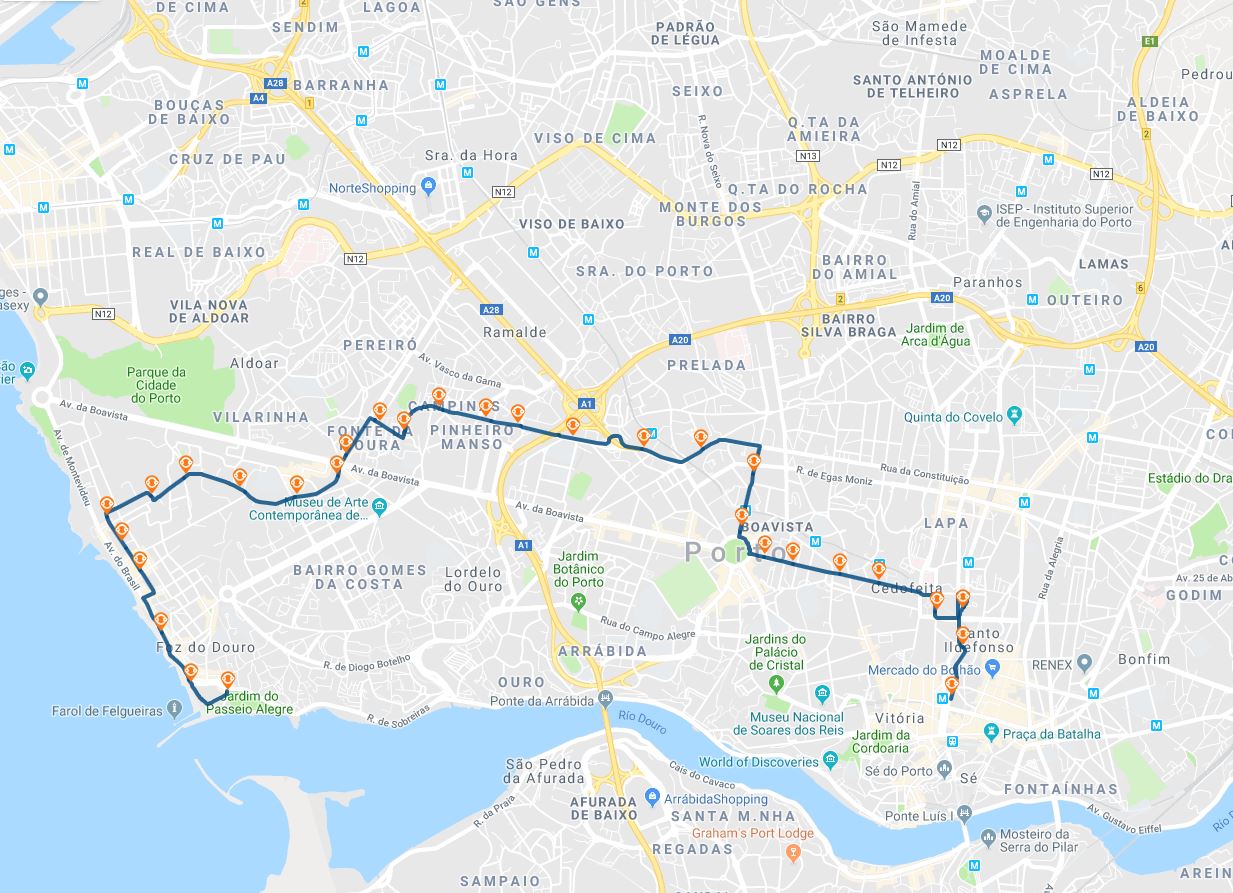 DE CIMA
LAGOA
SÃO GENS
SENDIM
PADRÃO
DE LÉGUA
São Mamede
de Infesta
E1
MOALDE
DE CIMA
Pedrou
A28
BARRANHA
A4
1
2
SEIXO
SANTO ANTÓNIO
DE TELHEIRO
ASPRELA
ALDEIA
DE BAIXO
BOUÇAS
DE BAIXO
R. Nova do Seixo
Q.TA DA
AMIEIRA
VISO DE CIMA
2
CRUZ DE PAU
Sra. da Hora
N13
N12
N12
N12
NorteShopping
N12
Q.TA DO ROCHA
MONTE DOS
BURGOS
Rua do Amial
ISEP - Instituto Superior
de Engenharia do Porto
VISO DE BAIXO
REAL DE BAIXO
N12
SRA. DO PORTO
BAIRRO
DO AMIAL
LAMAS
Paranhos
6
OUTEIRO
ges -
asexy
VILA NOVA
DE ALDOAR
N12
A28
2
A20
BAIRRO
SILVA BRAGA
Jardim de
Arca d'Água
Ramalde
A20
A20
PEREIRÓ
Aldoar
PRELADA
São
rier
Parque da
Cidade
do Porto
Av. Vasco da Gama
Av. da Boavista
VILARINHA
CAMPINAS
A1
Quinta do Covelo
FONTE DA
MOURA
PINHEIRO
MANSO
Av. de Montevideu
Av. da Boavista
R. de Egas Moniz
Rua da Constituição
Estádio do Dra
Museu de Arte
Contemporânea de...
Av. da Boavista
BOAVISTA
LAPA
Porto
A1
Av. do Brasil
BAIRRO GOMES
DA COSTA
Lordelo
do Ouro
Jardim
Botânico
do Porto
Rua da Alegria
Av. 25 de Ab
GODIM
Cedofeita
Rua do Campo Alegre
Foz do Douro
ARRÁBIDA
Jardins do
Palácio
de Cristal
Santo
Ildefonso
R. de Diogo Botelho
Mercado do Bolhão
RENEX
Bonfim
OURO
Jardim do
Passeio Alegre
Farol de Felgueiras
R. de Sobreiras
Ponte da Arrábida
Rio Douro
Museu Nacional
de Soares dos Reis
Vitória
Jardim da
Cordoaria
Praça da Batalha
World of Discoveries
Sé do Porto
Sé
São Pedro
da Afurada
Cais do Cavaco
FONTAÍNHAS
R. da Praia
AFURADA
DE BAIXO
ArrábidaShopping
SANTA M.NHA
Ponte Luís I
Av. Gustavo Eiffel
Graham's Port Lodge
REGADAS
Mosteiro da
Serra do Pilar
SAMPAIO
AREIN